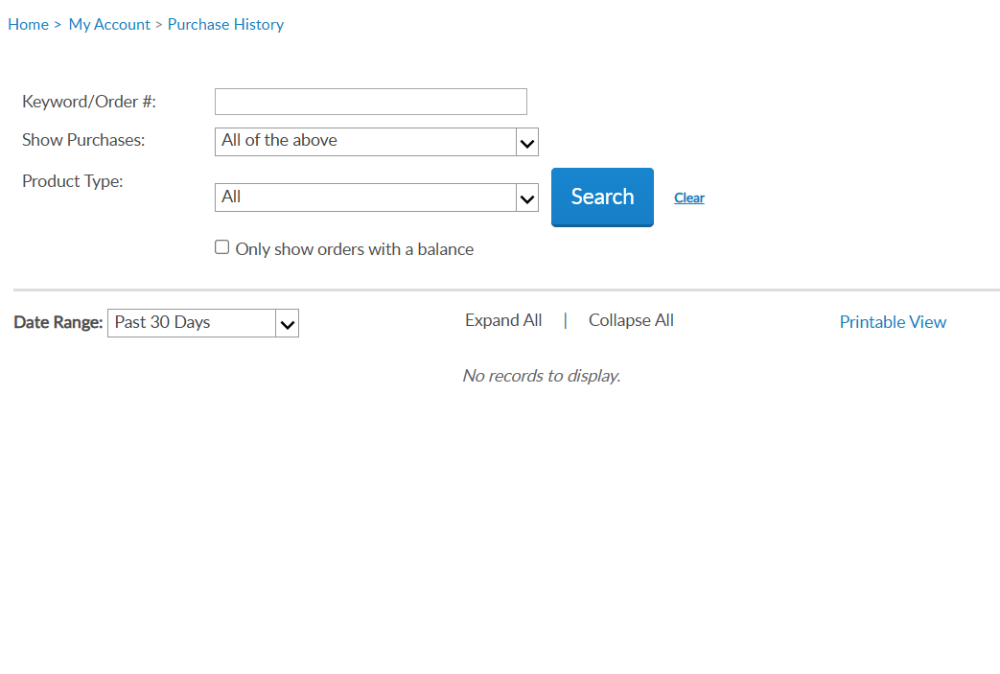 Home > My Account > Purchase History
Keyword/Order #:
Show Purchases: All of the above
Product Type: All
Search Clear
Only show orders with a balance
Date Range: Past 30 Days Expand All | Collapse All Printable View
No records to display.